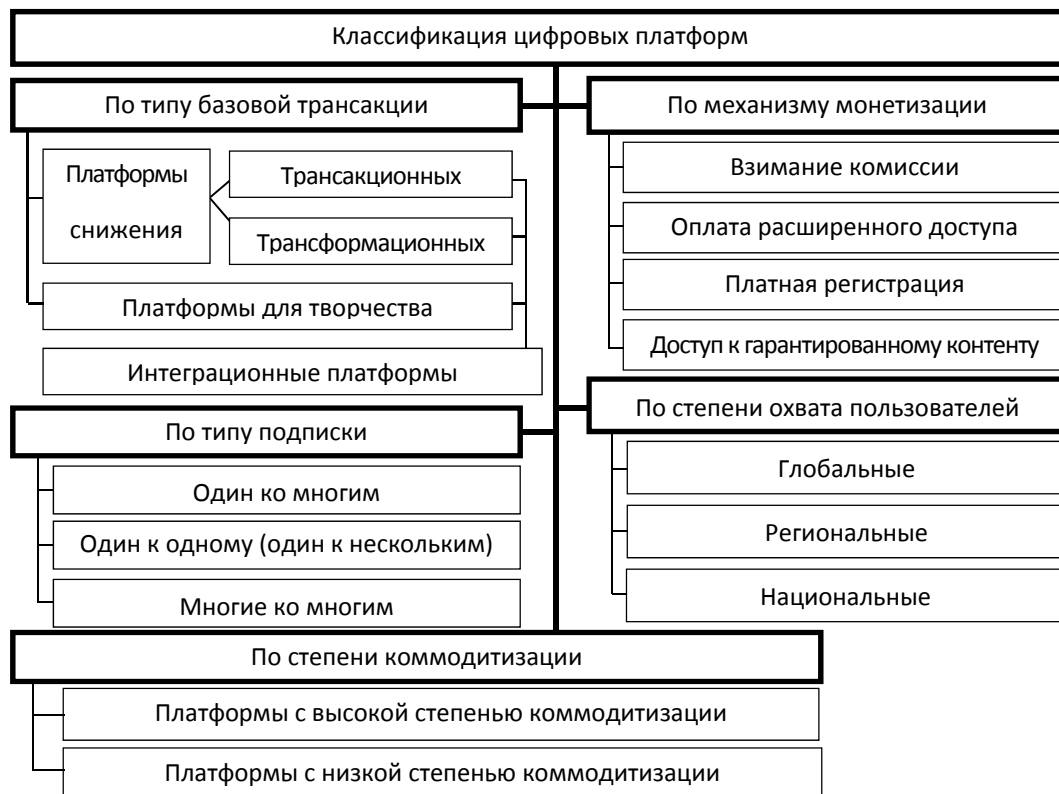 Классификация цифровых платформ
По типу базовой трансакции
Платформы
снижения
Трансакционных
Трансформационных
Платформы для творчества
Интеграционные платформы
По механизму монетизации
Взимание комиссии
Оплата расширенного доступа
Платная регистрация
Доступ к гарантированному контенту
По типу подписки
Один ко многим
Один к одному (один к нескольким)
Многие ко многим
По степени охвата пользователей
Глобальные
Региональные
Национальные
По степени коммодитизации
Платформы с высокой степенью коммодитизации
Платформы с низкой степенью коммодитизации